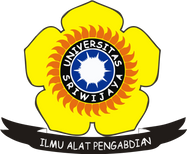 UNIVERSITAS
SRIWIJAYA
ILMU ALAT PENGABDIAN